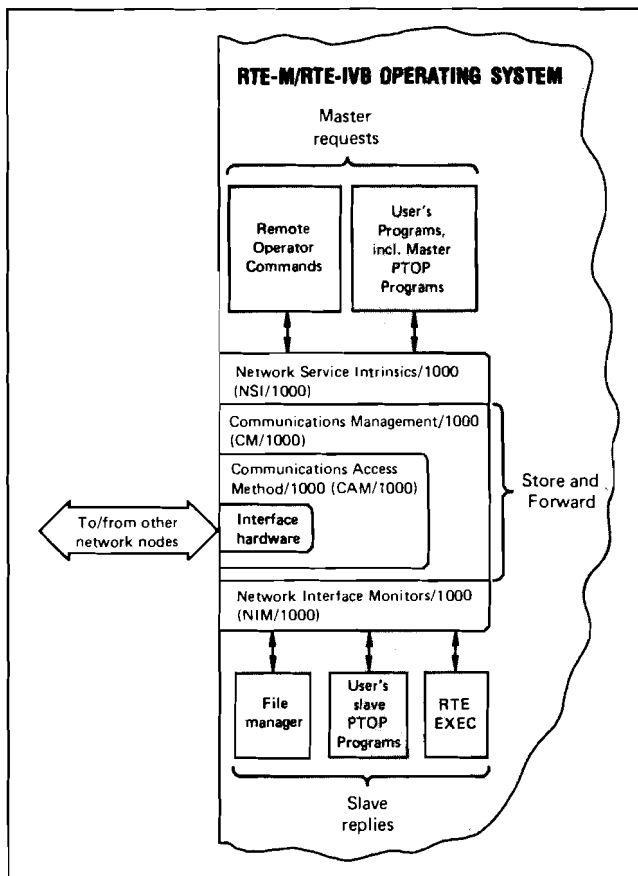 RTE-M/RTE-IVB OPERATING SYSTEM
Master
requests
Remote
Operator
Commands
User's
Programs,
incl. Master
PTOP
Programs
Network Service Intrinsics/1000
(NSI/1000)
Communications Management/1000
(CM/1000)
Communications Access
Method/1000 (CAM/1000)
Interface
hardware
To/from other
network nodes
Store and
Forward
Network Interface Monitors/1000
(NIM/1000)
File
manager
User's
slave
PTOP
Programs
RTE
EXEC
Slave
replies